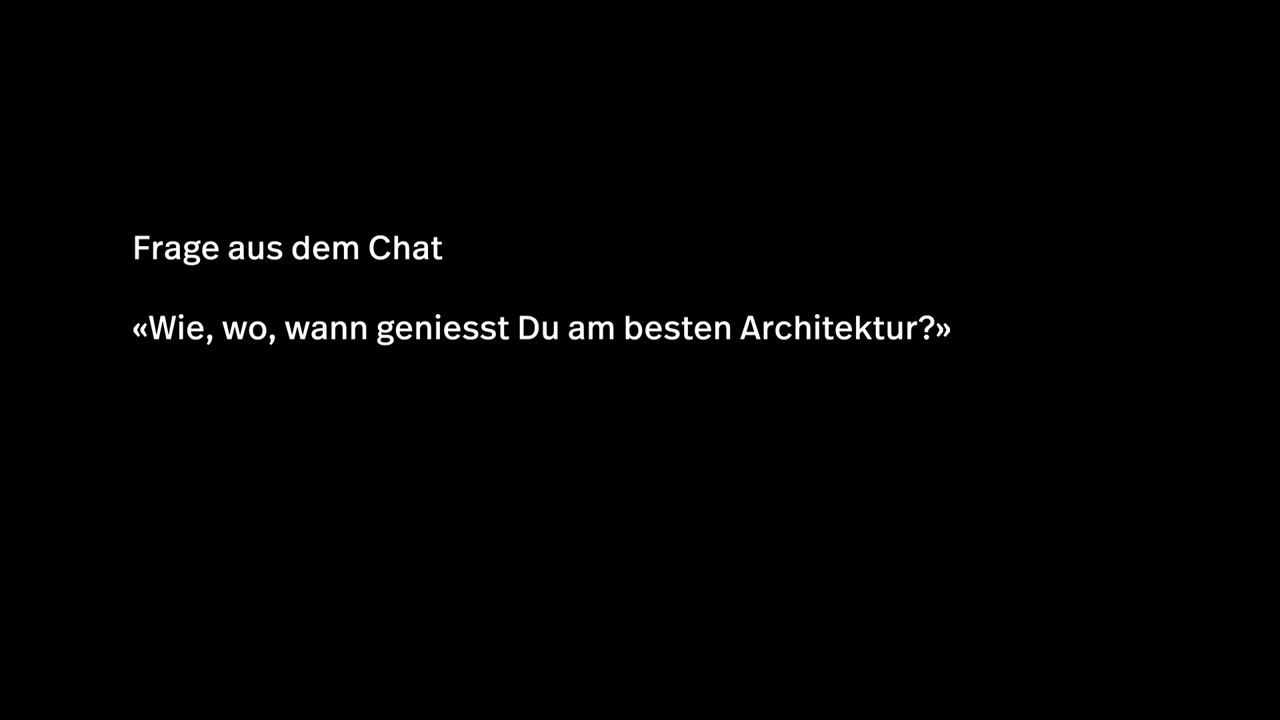 Frage aus dem Chat
«Wie, wo, wann geniesst Du am besten Architektur?»